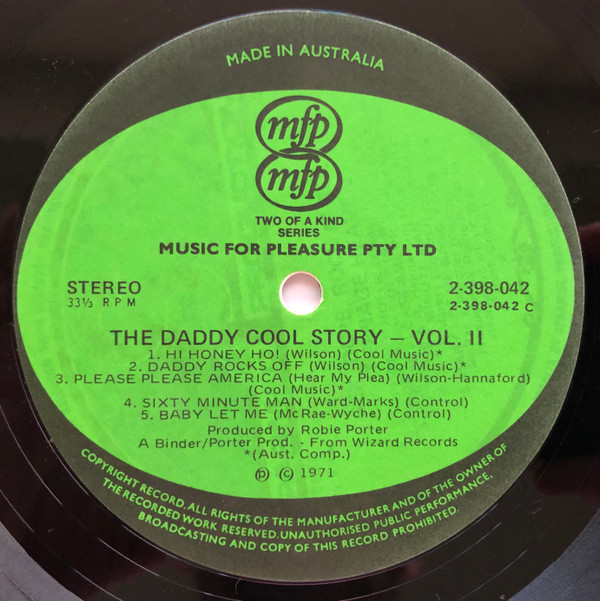 MADE IN AUSTRALIA
mfp
mfp
TWO OF A KIND
SERIES
MUSIC FOR PLEASURE PTY LTD
STEREO
33⅓ RPM
2-398-042
2-398-042 C
THE DADDY COOL STORY – VOL. II
1. HI HONEY HO! (Wilson) (Cool Music)*
2. DADDY ROCKS OFF (Wilson) (Cool Music)*
3. PLEASE PLEASE AMERICA (Hear My Plea) (Wilson-Hannaford)
(Cool Music)*
4. SIXTY MINUTE MAN (Ward-Marks) (Control)
5. BABY LET ME (McRae-Wyche) (Control)
Produced by Robie Porter
A Binder/Porter Prod. - From Wizard Records
*(Aust. Comp.)
℗ © 1971
COPYRIGHT RECORD. ALL RIGHTS OF THE MANUFACTURER AND OF THE OWNER OF
THE RECORDED WORK RESERVED. UNAUTHORISED PUBLIC PERFORMANCE,
BROADCASTING AND COPY OF THIS RECORD PROHIBITED.